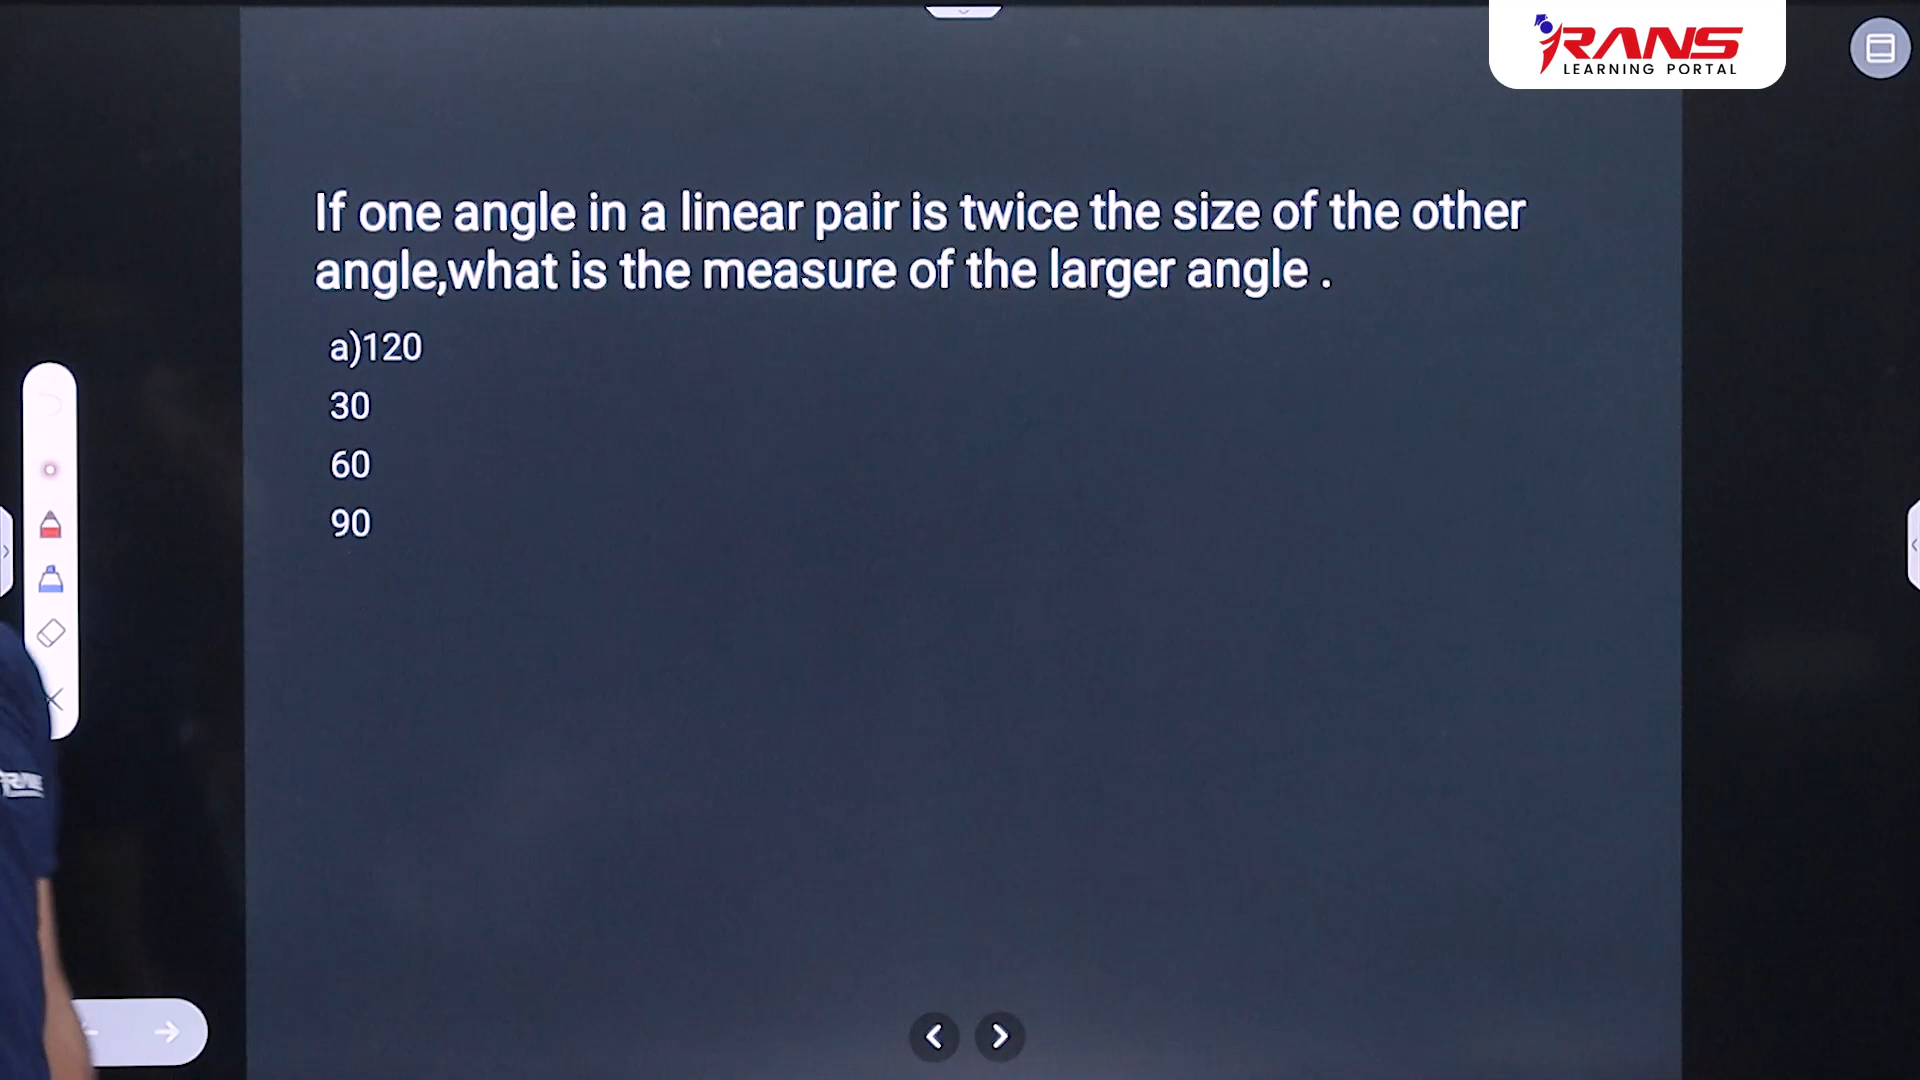 RANS
LEARNING PORTAL
If one angle in a linear pair is twice the size of the other
angle,what is the measure of the larger angle .
a)120
30
60
90